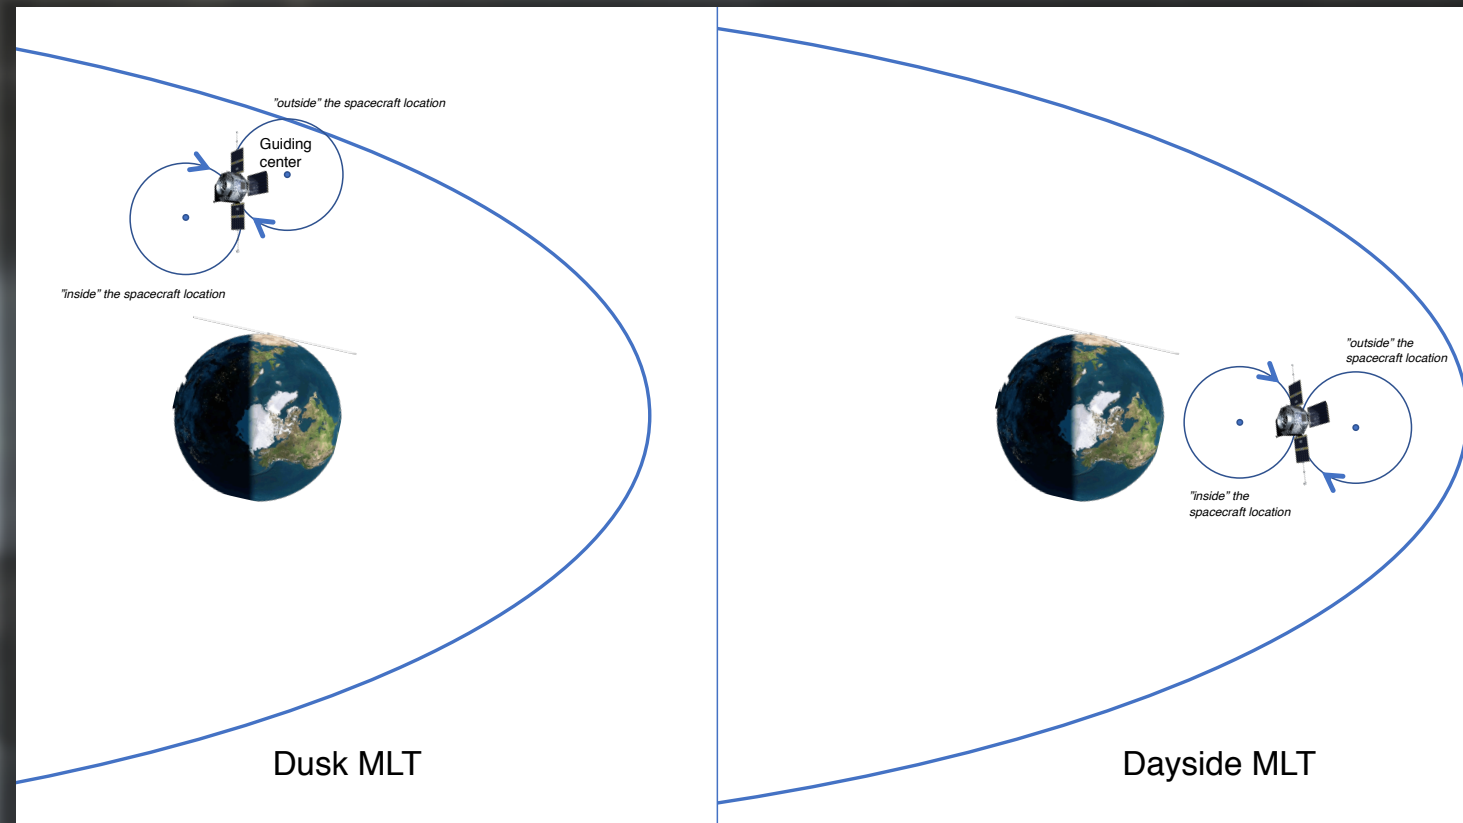 ”outside” the spacecraft location
Guiding
center
”inside” the spacecraft location
Dusk MLT
”outside” the
spacecraft location
”inside” the
spacecraft location
Dayside MLT